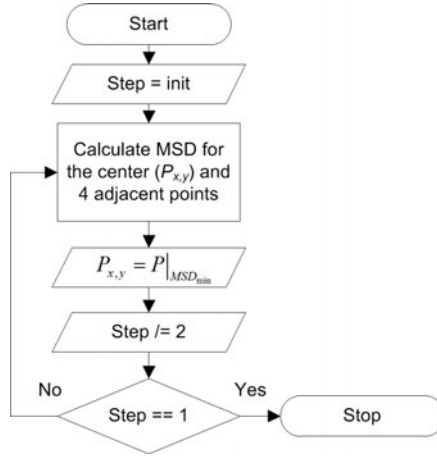 Start
Step = init
Calculate MSD for
the center (Px,y) and
4 adjacent points
Px,y = P|MSDmin
Step /= 2
No
Yes
Step == 1
Stop